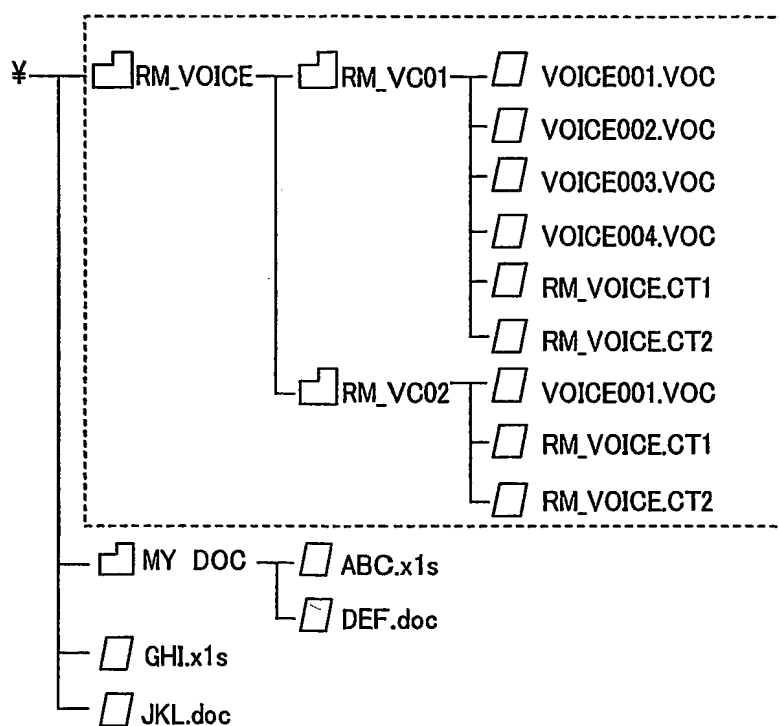 ¥ RM_VOICE RM_VC01 VOICE001.VOC
VOICE002.VOC
VOICE003.VOC
VOICE004.VOC
RM_VOICE.CT1
RM_VOICE.CT2
RM_VC02 VOICE001.VOC
RM_VOICE.CT1
RM_VOICE.CT2
MY DOC ABC.x1s
DEF.doc
GHI.x1s
JKL.doc